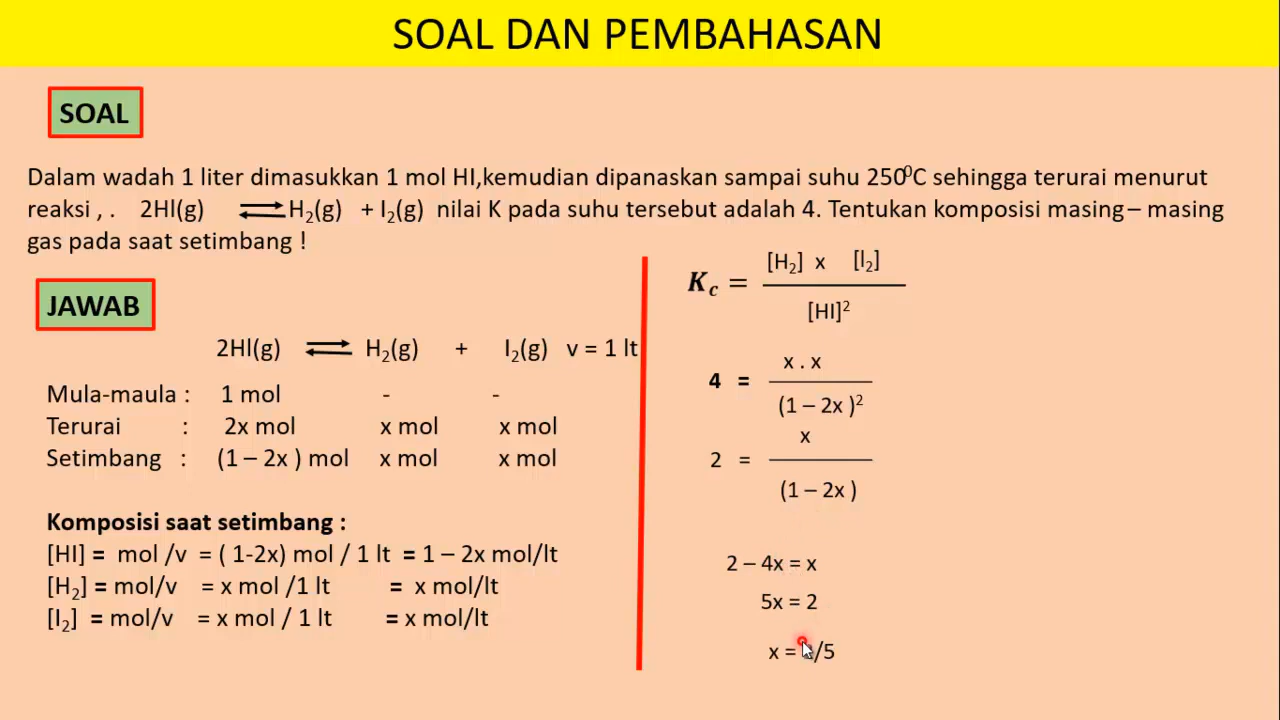 SOAL DAN PEMBAHASAN
SOAL
Dalam wadah 1 liter dimasukkan 1 mol HI,kemudian dipanaskan sampai suhu 250⁰C sehingga terurai menurut
reaksi , . 2Hl(g) ⇌ H₂(g) + I₂(g) nilai K pada suhu tersebut adalah 4. Tentukan komposisi masing – masing
gas pada saat setimbang !
JAWAB
2Hl(g) ⇌ H₂(g) + I₂(g) v = 1 lt
Mula-maula : 1 mol - -
Terurai : 2x mol x mol x mol
Setimbang : (1 – 2x ) mol x mol x mol
Komposisi saat setimbang :
[HI] = mol /v = ( 1-2x) mol / 1 lt = 1 – 2x mol/lt
[H₂] = mol/v = x mol /1 lt = x mol/lt
[I₂] = mol/v = x mol / 1 lt = x mol/lt
[H₂] x [I₂]
K꜀ =
[HI]²
x . x
4 =
(1 – 2x )²
x
2 =
(1 – 2x )
2 – 4x = x
5x = 2
x = /5